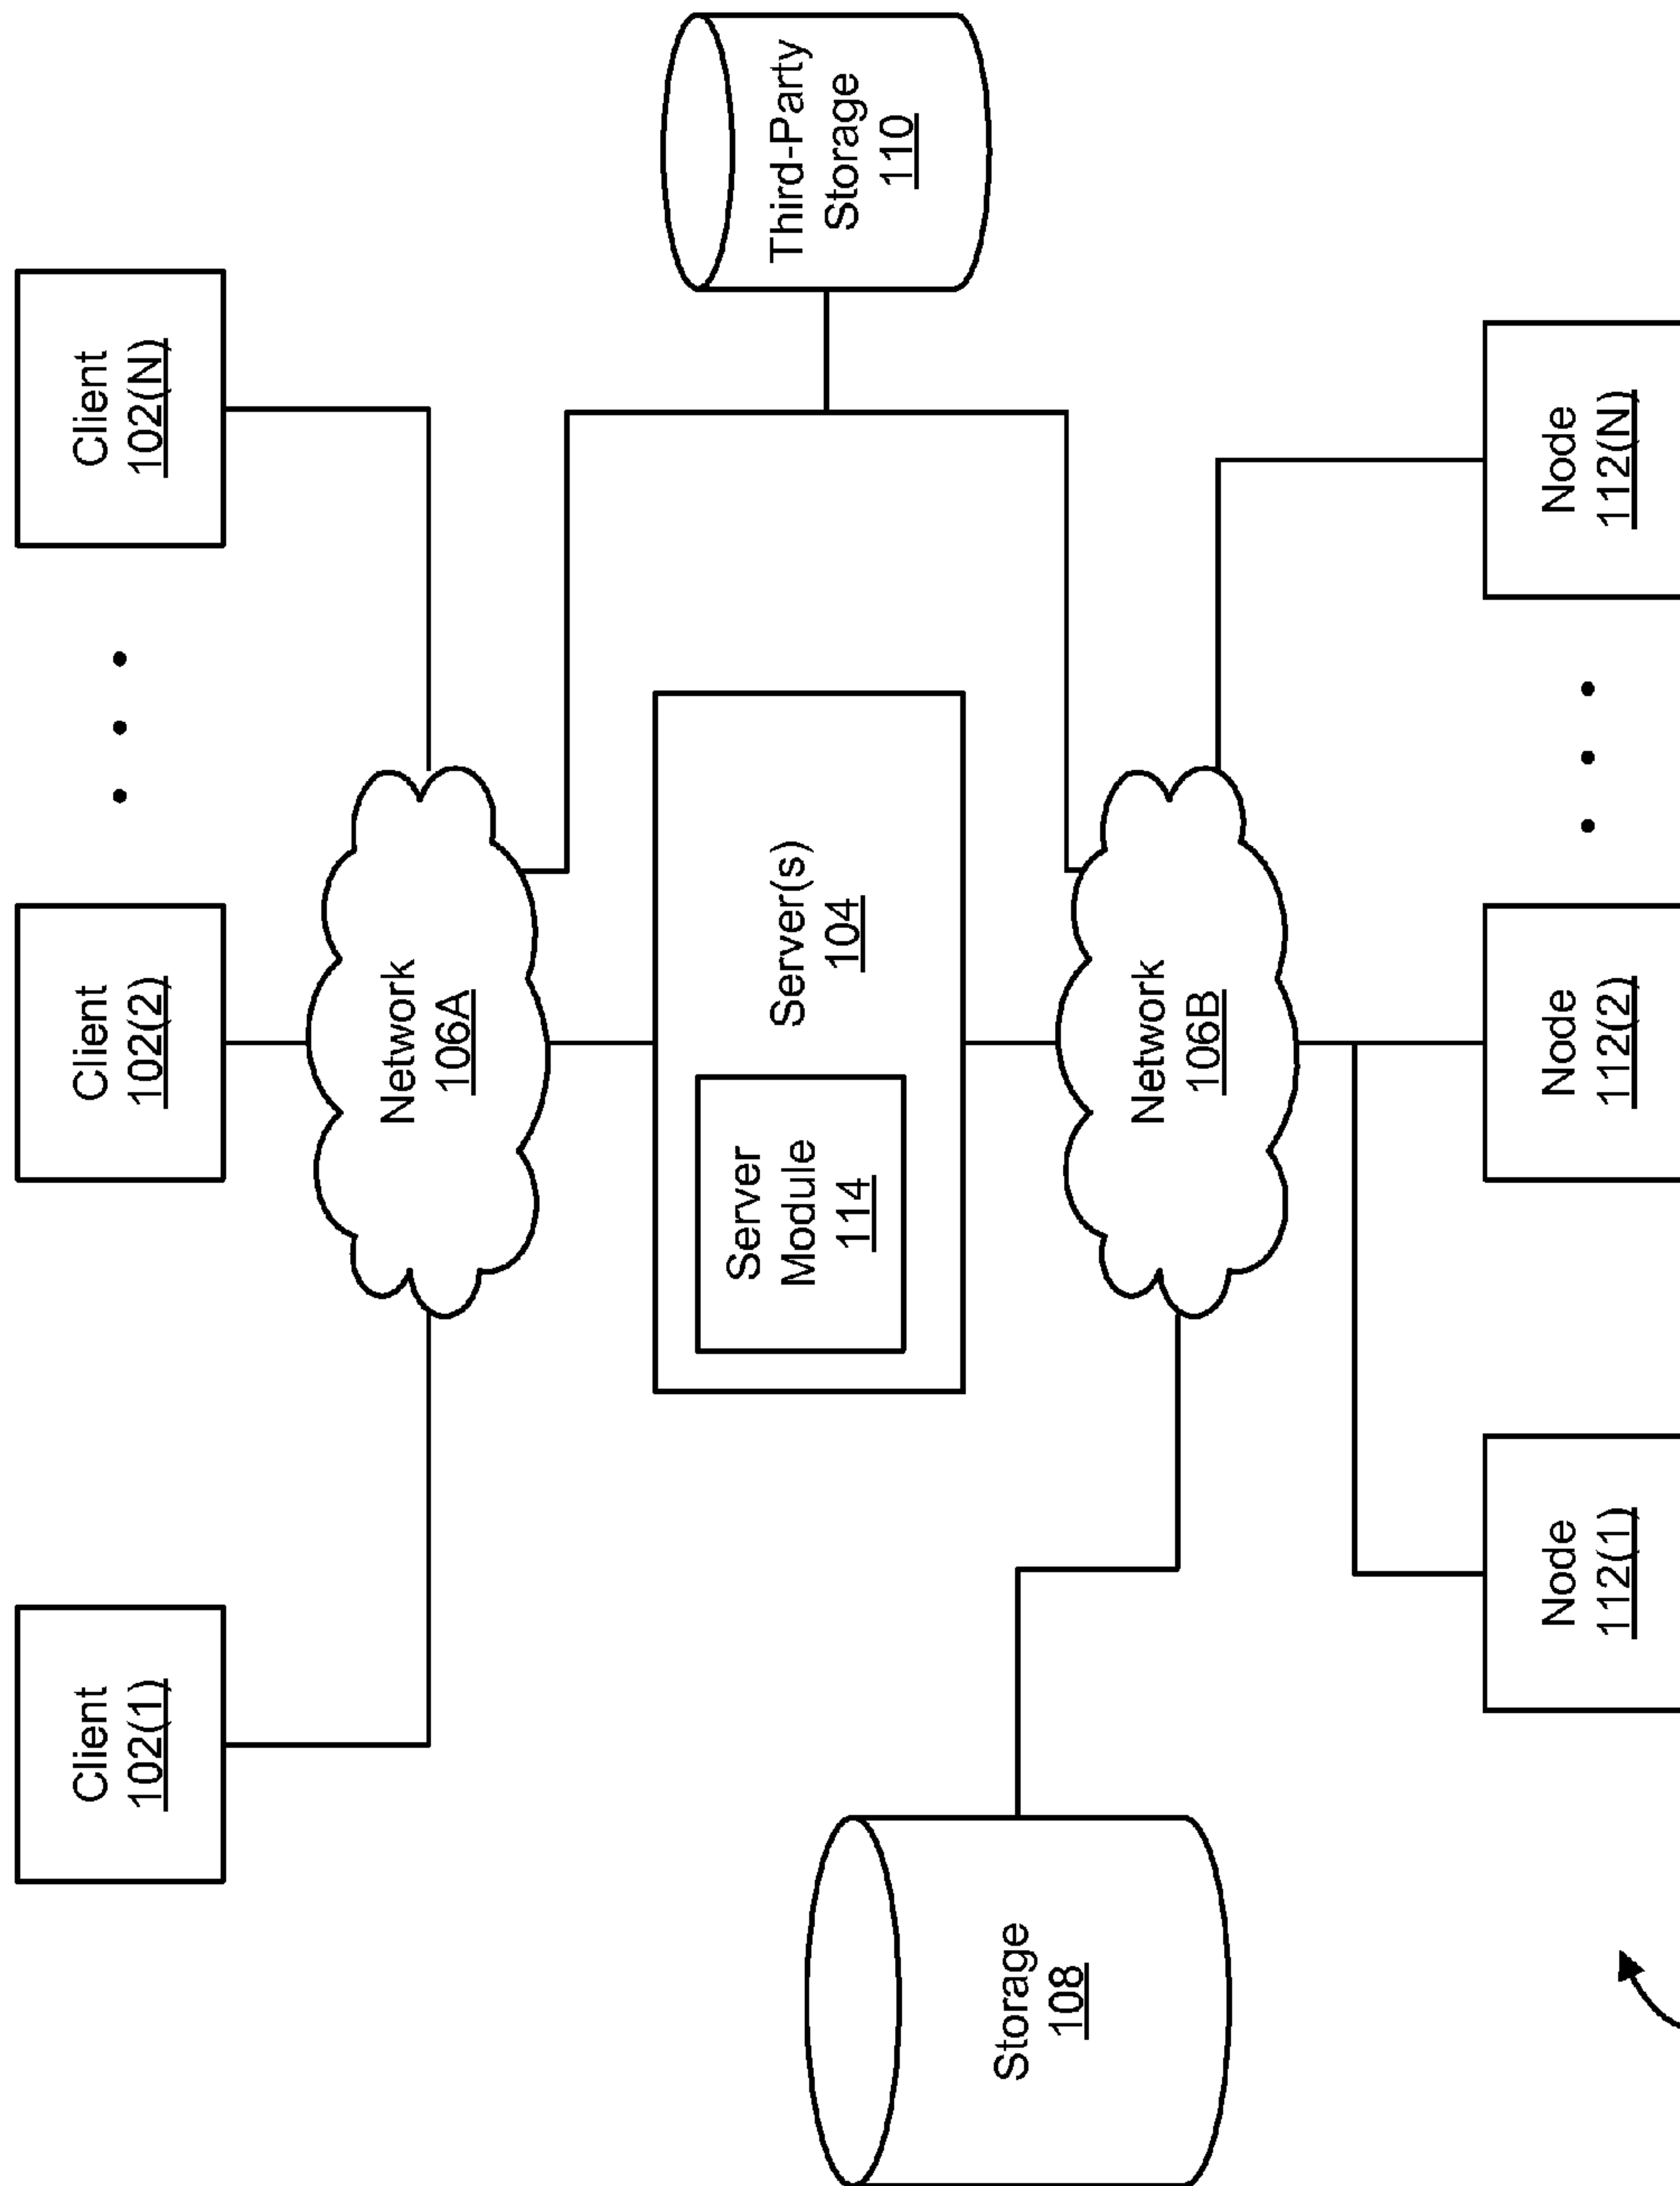 Client
102(1)
Client
102(2)
Client
102(N)
Network
106A
Server
Module
114
Server(s)
104
Third-Party
Storage
110
Storage
108
Network
106B
Node
112(1)
Node
112(2)
Node
112(N)